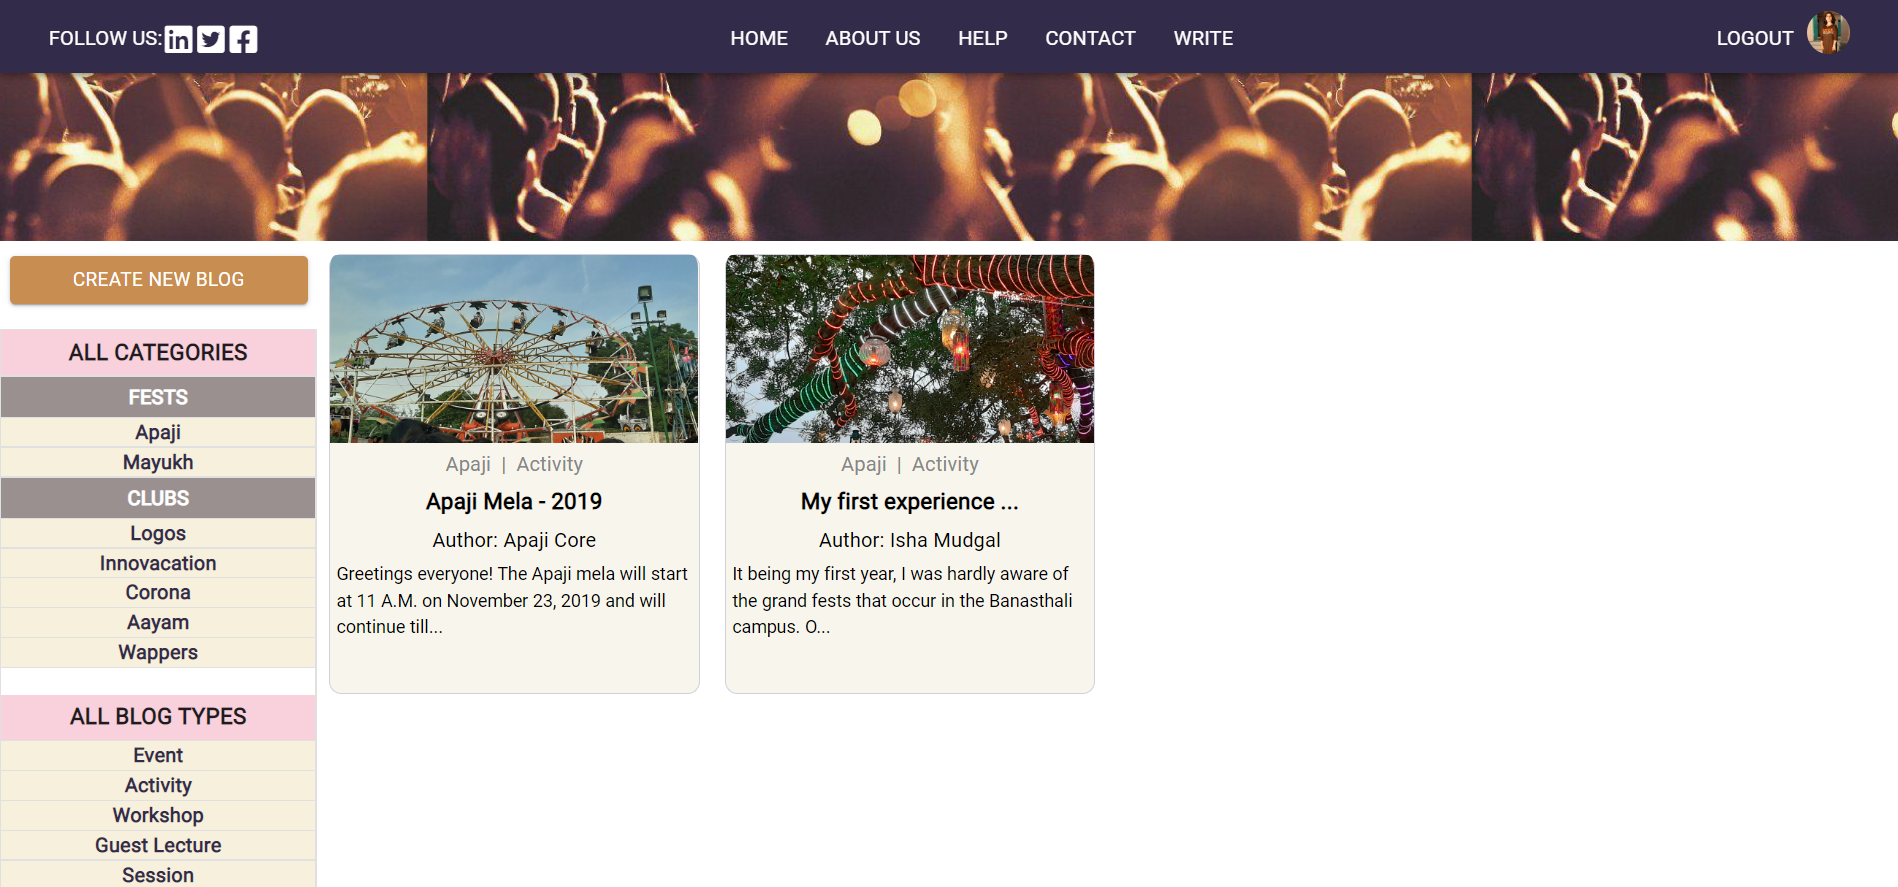 FOLLOW US:
HOME ABOUT US HELP CONTACT WRITE
LOGOUT
CREATE NEW BLOG
ALL CATEGORIES
FESTS
Apaji
Mayukh
CLUBS
Logos
Innovacation
Corona
Aayam
Wappers
ALL BLOG TYPES
Event
Activity
Workshop
Guest Lecture
Session
Apaji | Activity
Apaji Mela - 2019
Author: Apaji Core
Greetings everyone! The Apaji mela will start
at 11 A.M. on November 23, 2019 and will
continue till...
Apaji | Activity
My first experience ...
Author: Isha Mudgal
It being my first year, I was hardly aware of
the grand fests that occur in the Banasthali
campus. O...